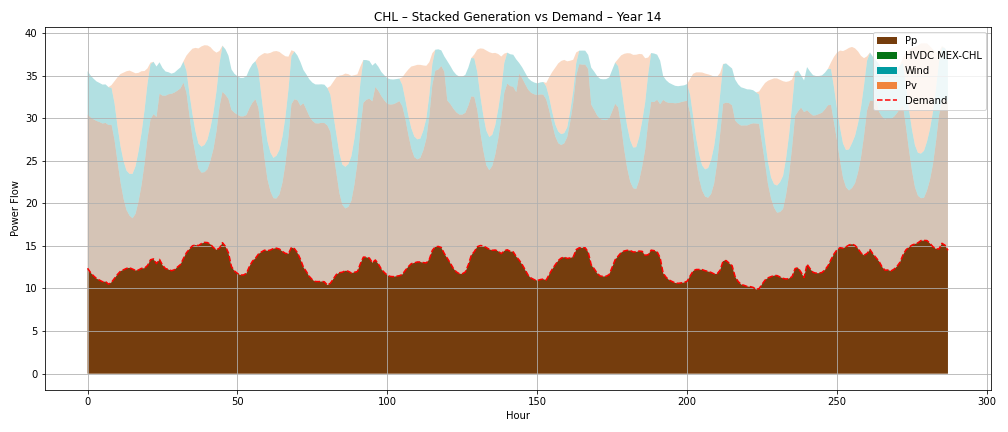 CHL – Stacked Generation vs Demand – Year 14
Power Flow
40
35
30
25
20
15
10
5
0
Pp
HVDC MEX-CHL
Wind
Pv
Demand
0 50 100 150 200 250 300
Hour